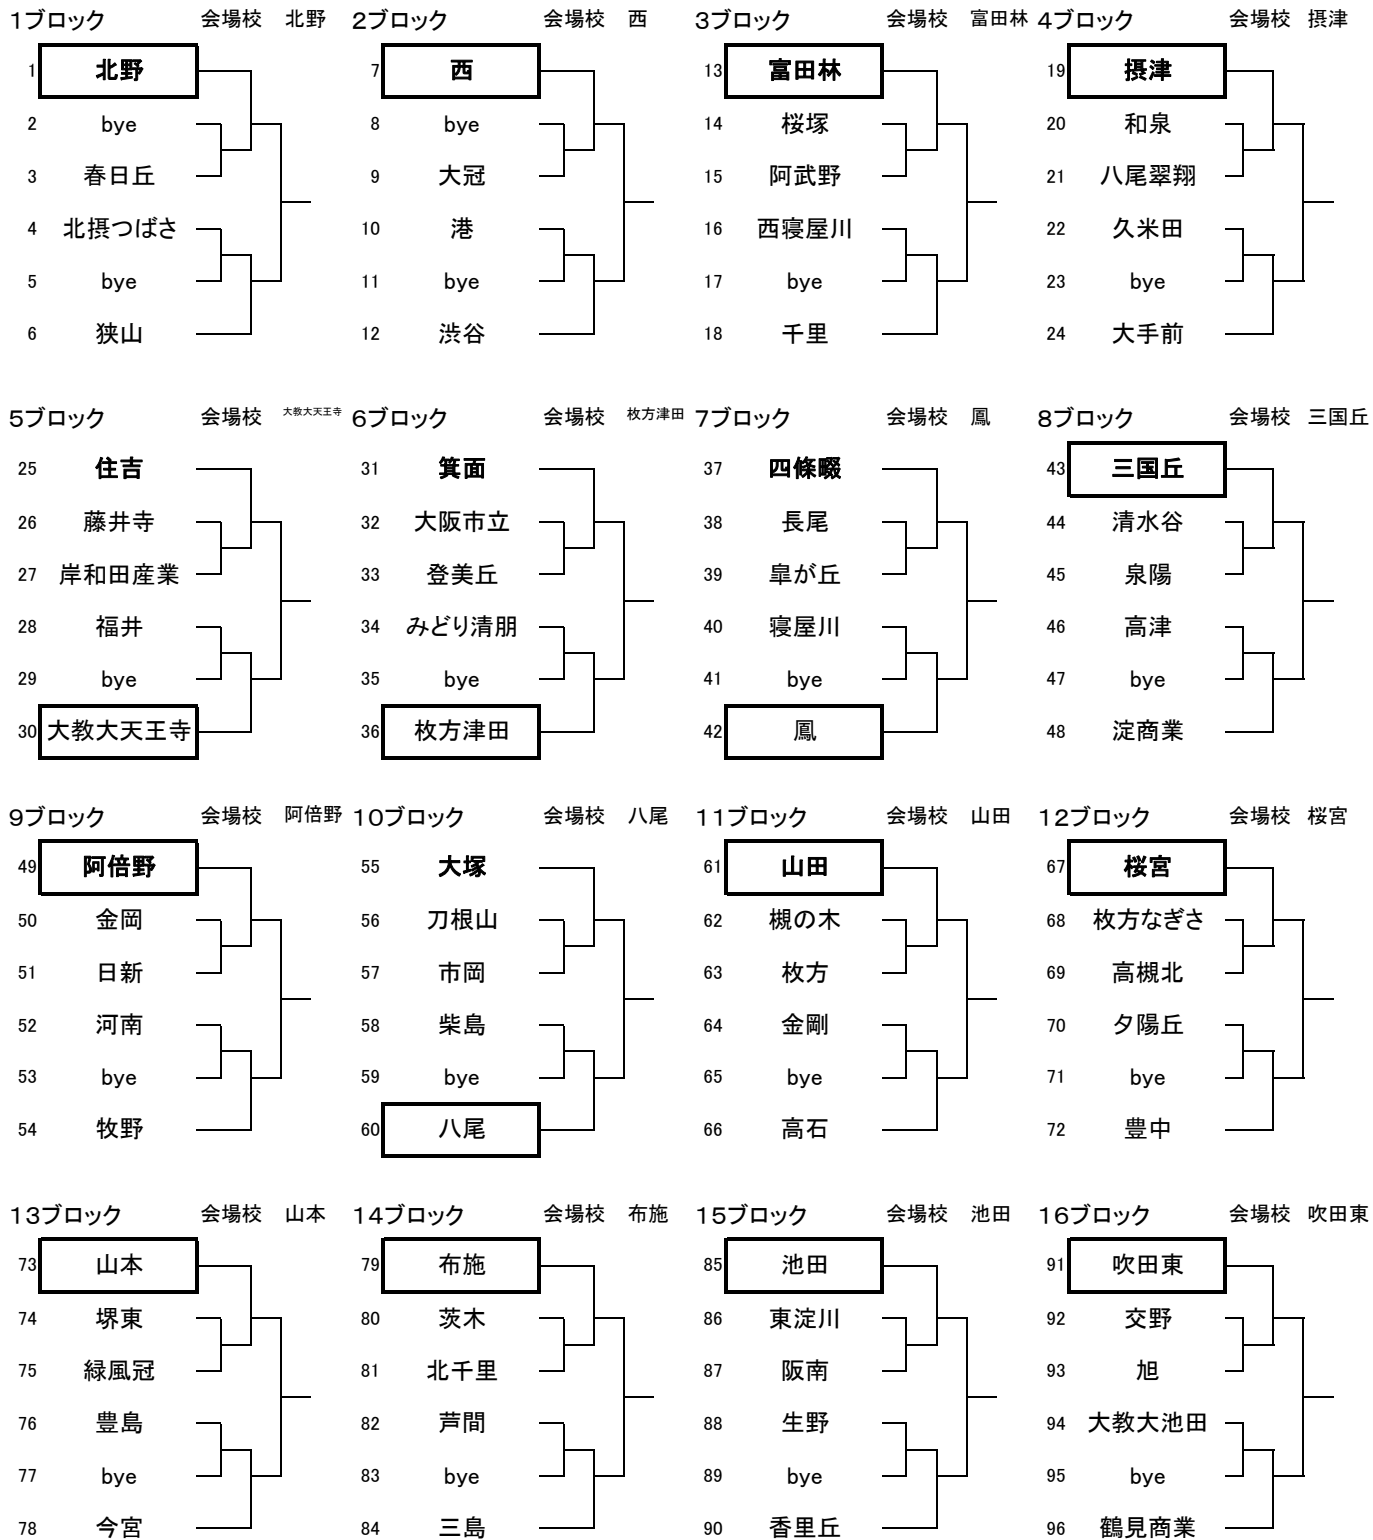 1ブロック 会場校 北野 2ブロック 会場校 西 3ブロック 会場校 富田林 4ブロック 会場校 摂津
1 北野 7 西 13 富田林 19 摂津
2 bye 8 bye 14 桜塚 20 和泉
3 春日丘 9 大冠 15 阿武野 21 八尾翠翔
4 北摂つばさ 10 港 16 西寝屋川 22 久米田
5 bye 11 bye 17 bye 23 bye
6 狭山 12 渋谷 18 千里 24 大手前
5ブロック 会場校 大教大天王寺 6ブロック 会場校 枚方津田 7ブロック 会場校 鳳 8ブロック 会場校 三国丘
25 住吉 31 箕面 37 四條畷 43 三国丘
26 藤井寺 32 大阪市立 38 長尾 44 清水谷
27 岸和田産業 33 登美丘 39 皐が丘 45 泉陽
28 福井 34 みどり清朋 40 寝屋川 46 高津
29 bye 35 bye 41 bye 47 bye
30 大教大天王寺 36 枚方津田 42 鳳 48 淀商業
9ブロック 会場校 阿倍野 10ブロック 会場校 八尾 11ブロック 会場校 山田 12ブロック 会場校 桜宮
49 阿倍野 55 大塚 61 山田 67 桜宮
50 金岡 56 刀根山 62 槻の木 68 枚方なぎさ
51 日新 57 市岡 63 枚方 69 高槻北
52 河南 58 柴島 64 金剛 70 夕陽丘
53 bye 59 bye 65 bye 71 bye
54 牧野 60 八尾 66 高石 72 豊中
13ブロック 会場校 山本 14ブロック 会場校 布施 15ブロック 会場校 池田 16ブロック 会場校 吹田東
73 山本 79 布施 85 池田 91 吹田東
74 堺東 80 茨木 86 東淀川 92 交野
75 緑風冠 81 北千里 87 阪南 93 旭
76 豊島 82 芦間 88 生野 94 大教大池田
77 bye 83 bye 89 bye 95 bye
78 今宮 84 三島 90 香里丘 96 鶴見商業